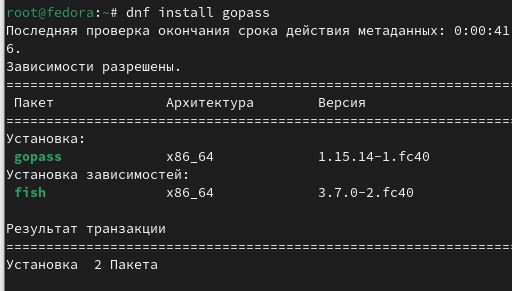 root@fedora:~# dnf install gopass
Последняя проверка окончания срока действия метаданных: 0:00:41
6.
Зависимости разрешены.
================================================================
Пакет Архитектура Версия
================================================================
Установка:
gopass x86_64 1.15.14-1.fc40
Установка зависимостей:
fish x86_64 3.7.0-2.fc40
Результат транзакции
================================================================
Установка 2 Пакета